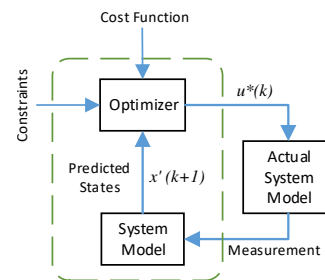 Cost Function
Constraints
Optimizer
u*(k)
Predicted
States
x'(k+1)
Actual
System
Model
System
Model
Measurement